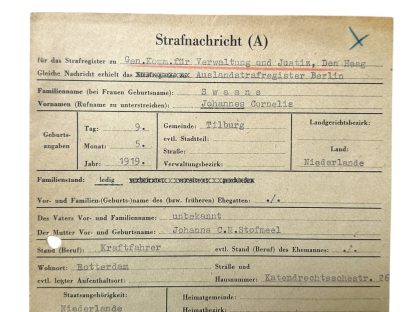 Strafnachricht (A)
für das Strafregister zu Gen.Komm.für Verwaltung und Justiz, Den Haag
Gleiche Nachricht erhielt das Auslandstrafregister Berlin
Familienname (bei Frauen Geburtsname): S w a a n s
Vornamen (Rufname zu unterstreichen): Johannes Cornelis
Geburts-
angaben
Tag: 9.
Monat: 5.
Jahr: 1919.
Gemeinde: Tilburg
evtl. Stadtteil:
Straße:
Verwaltungsbezirk:
Landgerichtsbezirk:
Land:
Niederlande
Familienstand: ledig
Vor- und Familien-(Geburts-)name des (bzw. früheren) Ehegatten: ./.
Des Vaters Vor- und Familienname: unbekannt
Der Mutter Vor- und Geburtsname: Johanna C.H.Stofmeel
Stand (Beruf): Kraftfahrer evtl. Stand (Beruf) des Ehemannes: ./.
Wohnort: Rotterdam
evtl. letzter Aufenthaltsort:
Straße und
Hausnummer: Katendrechtschestr. 26
Staatsangehörigkeit:
Niederlande
Heimatgemeinde:
Heimatbezirk: